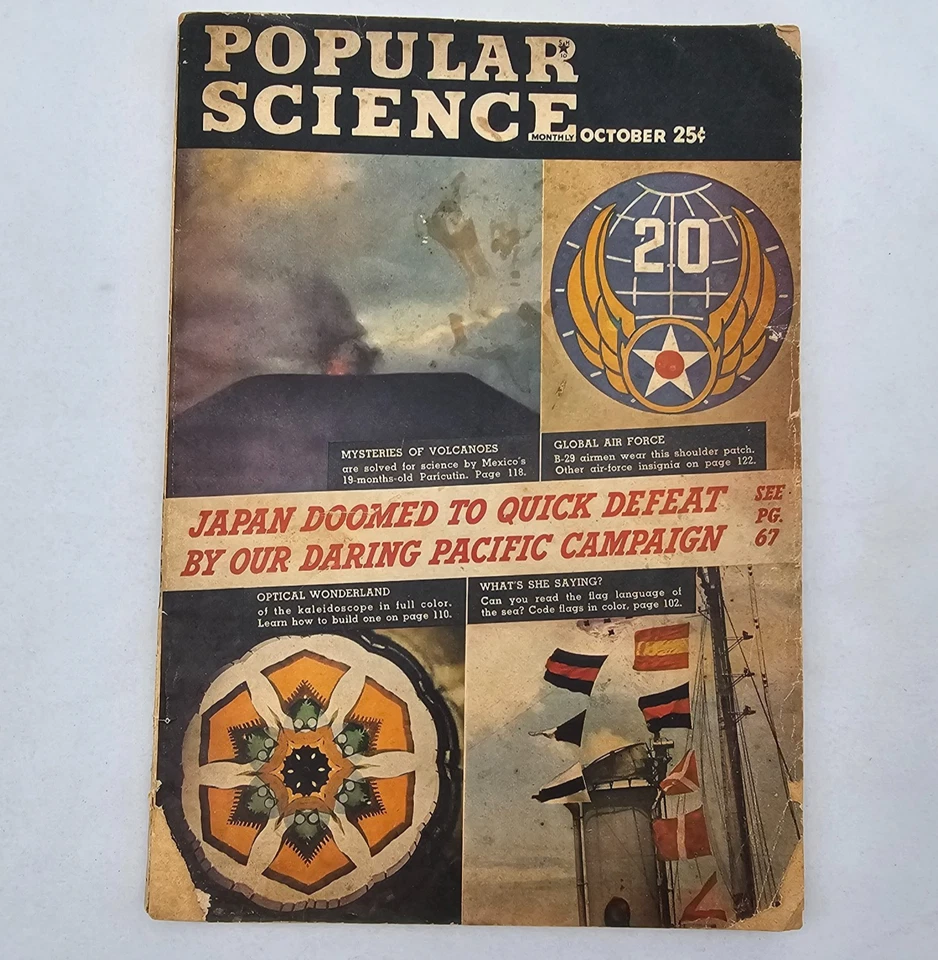 POPULAR
SCIENCE
MONTHLY OCTOBER 25¢
20
MYSTERIES OF VOLCANOES
are solved for science by Mexico's
19-months-old Paricutin. Page 118.
GLOBAL AIR FORCE
B-29 airmen wear this shoulder patch.
Other air-force insignia on page 122.
JAPAN DOOMED TO QUICK DEFEAT
BY OUR DARING PACIFIC CAMPAIGN
SEE
PG.
67
OPTICAL WONDERLAND
of the kaleidoscope in full color.
Learn how to build one on page 110.
WHAT'S SHE SAYING?
Can you read the flag language of
the sea? Code flags in color, page 102.